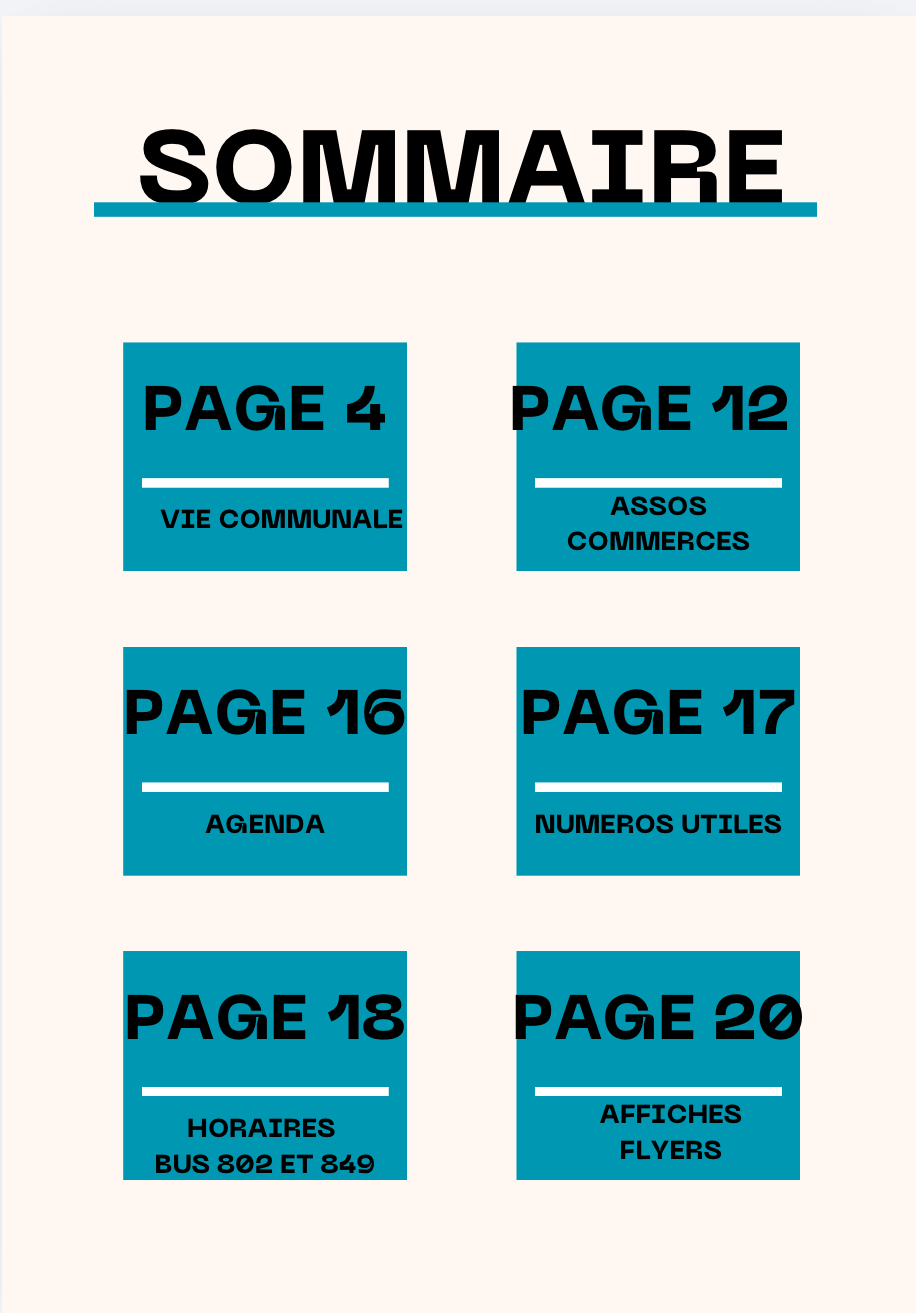 SOMMAIRE
PAGE 4
VIE COMMUNALE
PAGE 12
ASSOS
COMMERCES
PAGE 16
AGENDA
PAGE 17
NUMEROS UTILES
PAGE 18
HORAIRES
BUS 802 ET 849
PAGE 20
AFFICHES
FLYERS